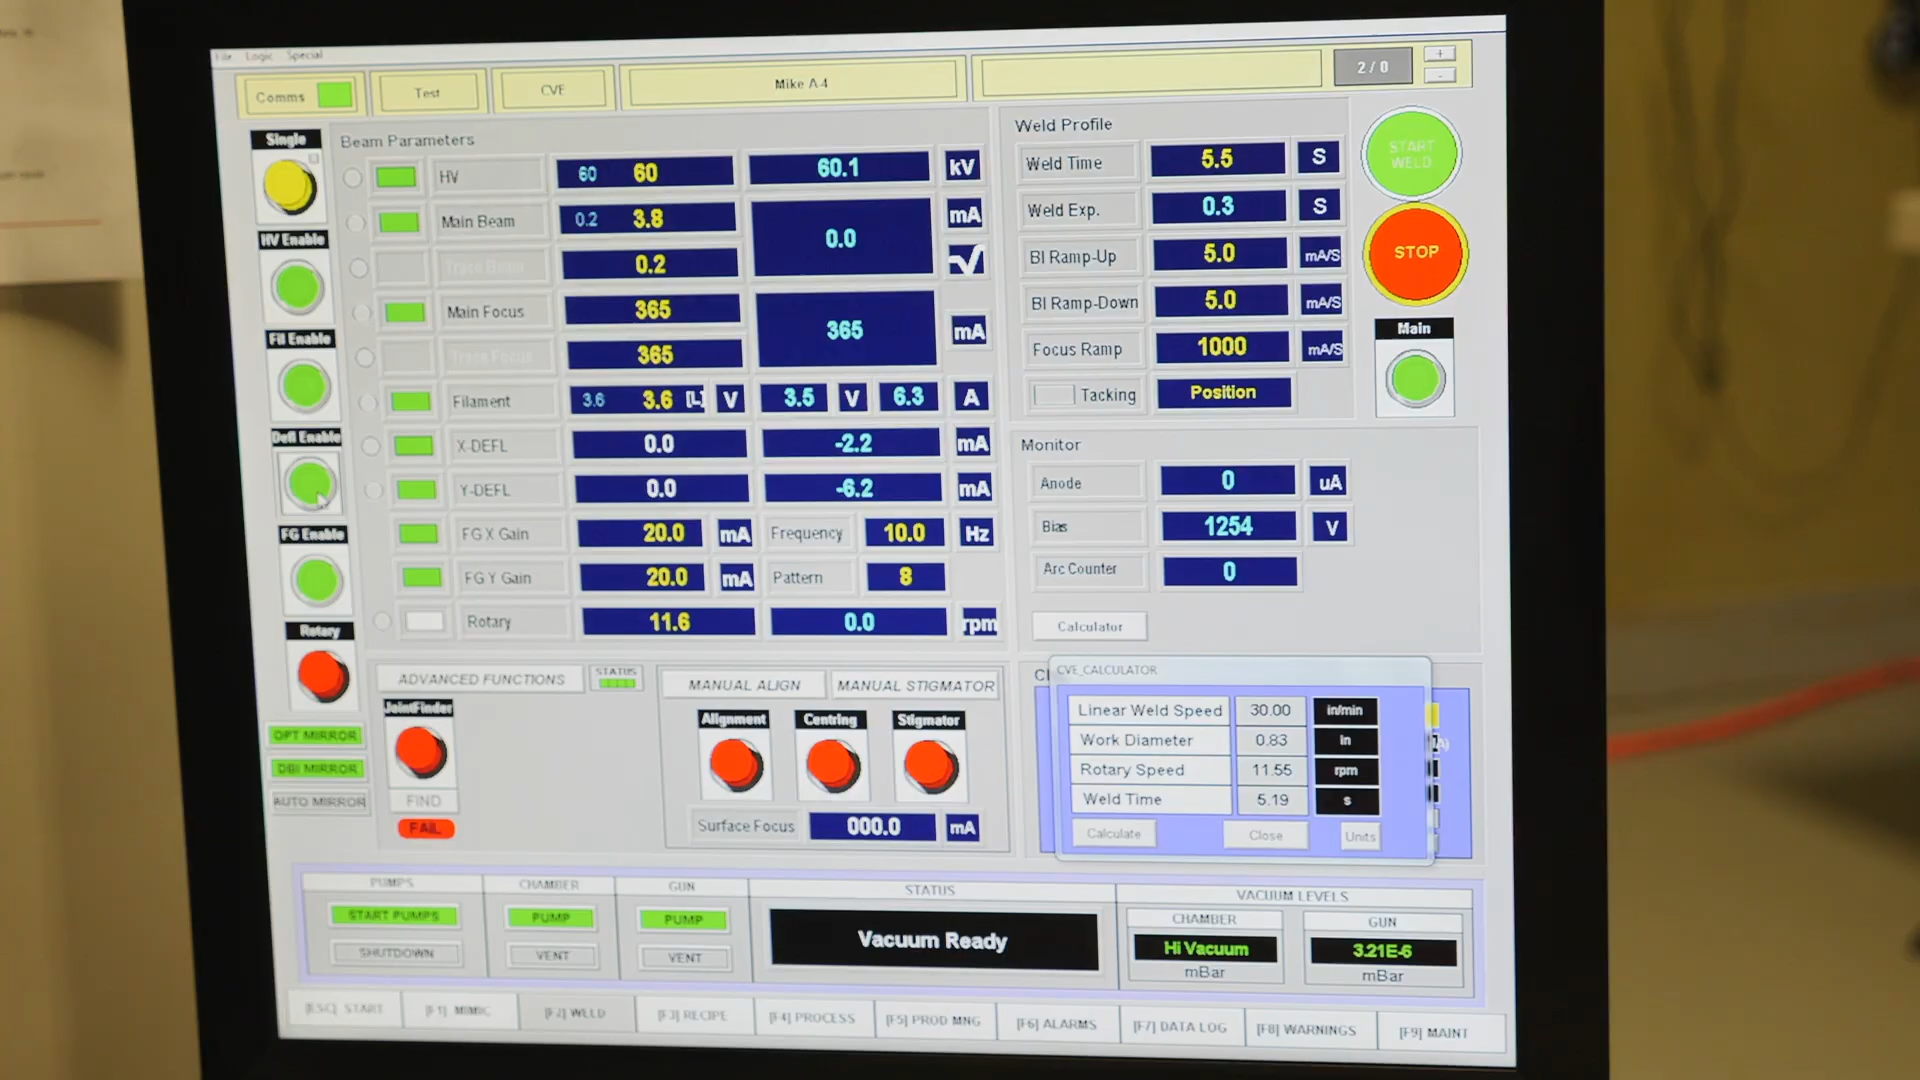 File Logic Special
Comms Test CVE Mike A-4 2 / 0 + -
Single
HV Enable
Fil Enable
Defl Enable
FG Enable
Rotary
OPT MIRROR
DBI MIRROR
AUTO MIRROR
Beam Parameters
HV 60 60 60.1 kV
Main Beam 0.2 3.8 0.0 mA
Trace Beam 0.2
Main Focus 365 365 mA
Trace Focus 365
Filament 3.6 3.6 [L] V 3.5 V 6.3 A
X-DEFL 0.0 -2.2 mA
Y-DEFL 0.0 -6.2 mA
FG X Gain 20.0 mA Frequency 10.0 Hz
FG Y Gain 20.0 mA Pattern 8
Rotary 11.6 0.0 rpm
Weld Profile
Weld Time 5.5 S
Weld Exp. 0.3 S
BI Ramp-Up 5.0 mA/S
BI Ramp-Down 5.0 mA/S
Focus Ramp 1000 mA/S
Tacking Position
START WELD
STOP
Main
Monitor
Anode 0 uA
Bias 1254 V
Arc Counter 0
Calculator
ADVANCED FUNCTIONS STATUS
JointFinder
FIND
FAIL
MANUAL ALIGN MANUAL STIGMATOR
Alignment Centring Stigmator
Surface Focus 000.0 mA
CVE_CALCULATOR
Linear Weld Speed 30.00 in/min
Work Diameter 0.83 in
Rotary Speed 11.55 rpm
Weld Time 5.19 s
Calculate Close Units
PUMPS CHAMBER GUN STATUS VACUUM LEVELS
START PUMPS PUMP PUMP
SHUTDOWN VENT VENT
Vacuum Ready
CHAMBER GUN
Hi Vacuum 3.21E-6
mBar mBar
[ESC] START [F1] MIMIC [F2] WELD [F3] RECIPE [F4] PROCESS [F5] PROD MNG [F6] ALARMS [F7] DATA LOG [F8] WARNINGS [F9] MAINT